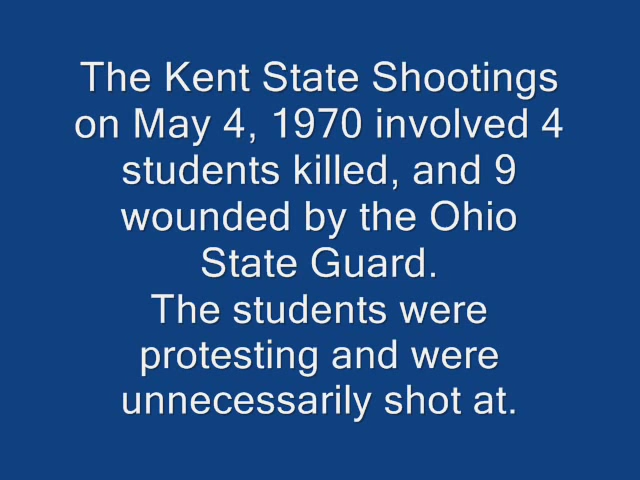 The Kent State Shootings
on May 4, 1970 involved 4
students killed, and 9
wounded by the Ohio
State Guard.
The students were
protesting and were
unnecessarily shot at.